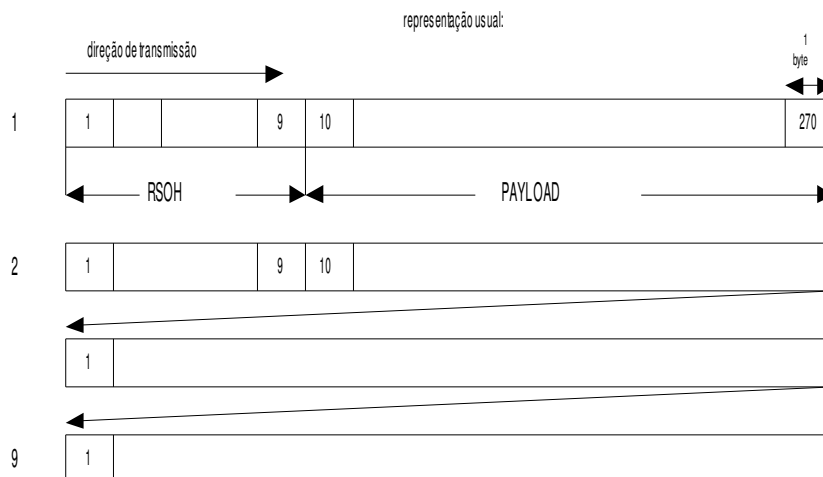 representação usual:
direção de transmissão
1
byte
1 1 9 10 270
RSOH PAYLOAD
2 1 9 10
1
9 1